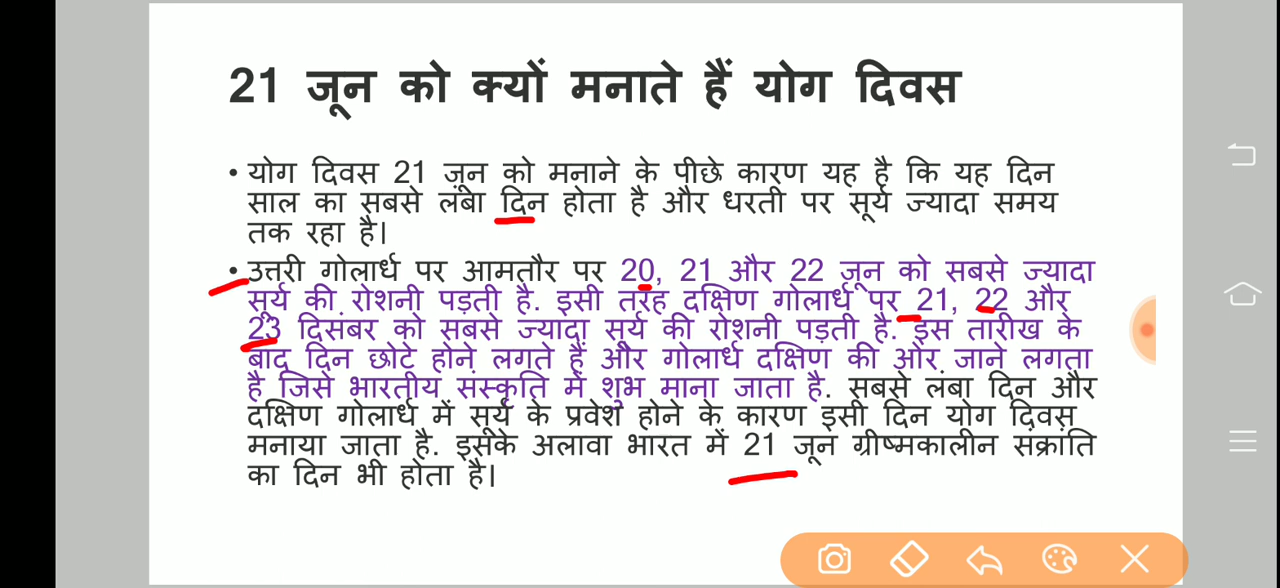 21 जून को क्यों मनाते हैं योग दिवस
• योग दिवस 21 जून को मनाने के पीछे कारण यह है कि यह दिन
साल का सबसे लंबा दिन होता है और धरती पर सूर्य ज्यादा समय
तक रहा है।
• उत्तरी गोलार्ध पर आमतौर पर 20, 21 और 22 जून को सबसे ज्यादा
सूर्य की रोशनी पड़ती है. इसी तरह दक्षिण गोलार्ध पर 21, 22 और
23 दिसंबर को सबसे ज्यादा सूर्य की रोशनी पड़ती है. इस तारीख के
बाद दिन छोटे होने लगते हैं और गोलार्ध दक्षिण की ओर जाने लगता
है जिसे भारतीय संस्कृति में शुभ माना जाता है. सबसे लंबा दिन और
दक्षिण गोलार्ध में सूर्य के प्रवेश होने के कारण इसी दिन योग दिवस
मनाया जाता है. इसके अलावा भारत में 21 जून ग्रीष्मकालीन संक्रांति
का दिन भी होता है।